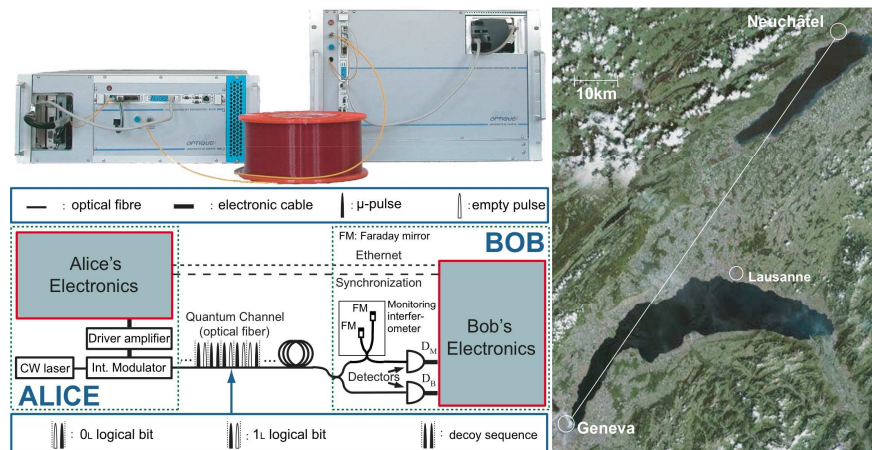 OPTIQUE
OPTIQUE
— : optical fibre
— : electronic cable
: µ-pulse
: empty pulse
Alice's
Electronics
Driver amplifier
CW laser
Int. Modulator
ALICE
Quantum Channel
(optical fiber)
FM: Faraday mirror
BOB
Ethernet
Synchronization
FM
FM
Monitoring
interfer-
ometer
DM
Detectors
DB
Bob's
Electronics
: 0L logical bit
: 1L logical bit
: decoy sequence
Neuchâtel
10km
Lausanne
Geneva